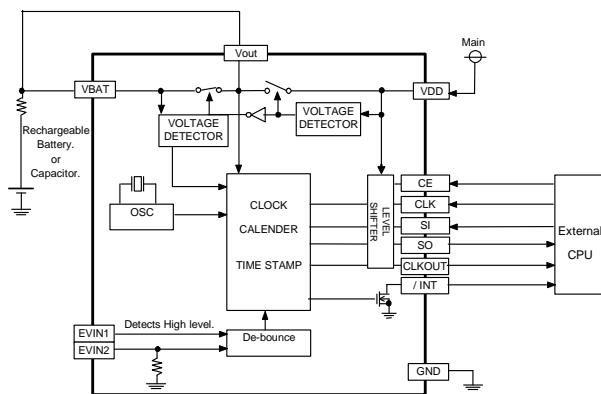 Main
Vout
VBAT
VDD
VOLTAGE
DETECTOR
VOLTAGE
DETECTOR
Rechargeable
Battery.
or
Capacitor.
OSC
CLOCK
CALENDER
TIME STAMP
LEVEL
SHIFTER
CE
CLK
SI
SO
CLKOUT
/ INT
External
CPU
EVIN1
EVIN2
Detects High level.
De-bounce
GND